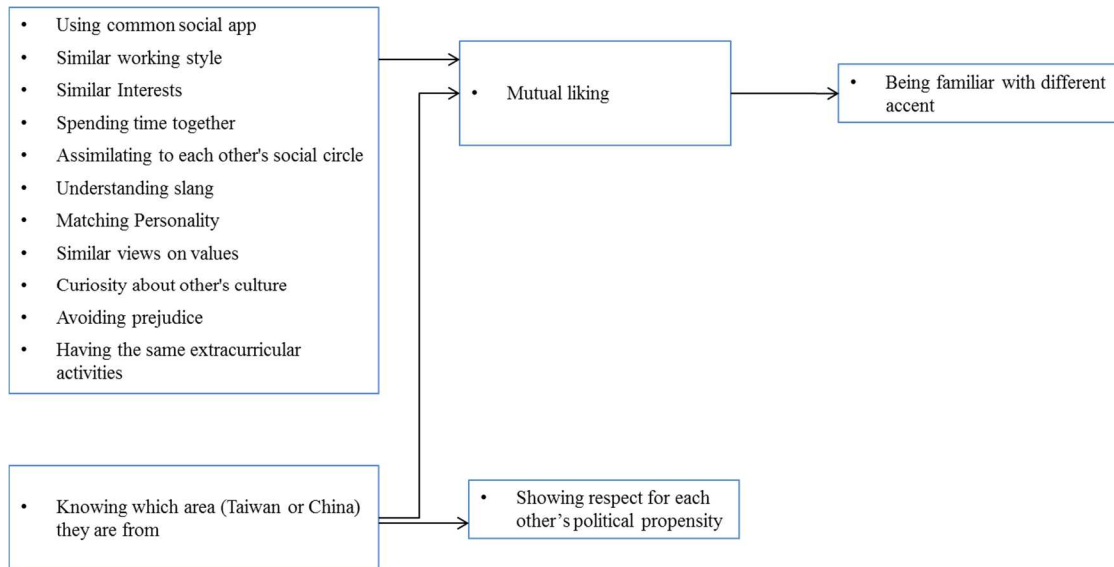 • Using common social app
• Similar working style
• Similar Interests
• Spending time together
• Assimilating to each other's social circle
• Understanding slang
• Matching Personality
• Similar views on values
• Curiosity about other's culture
• Avoiding prejudice
• Having the same extracurricular
activities
• Mutual liking
• Being familiar with different
accent
• Knowing which area (Taiwan or China)
they are from
• Showing respect for each
other’s political propensity